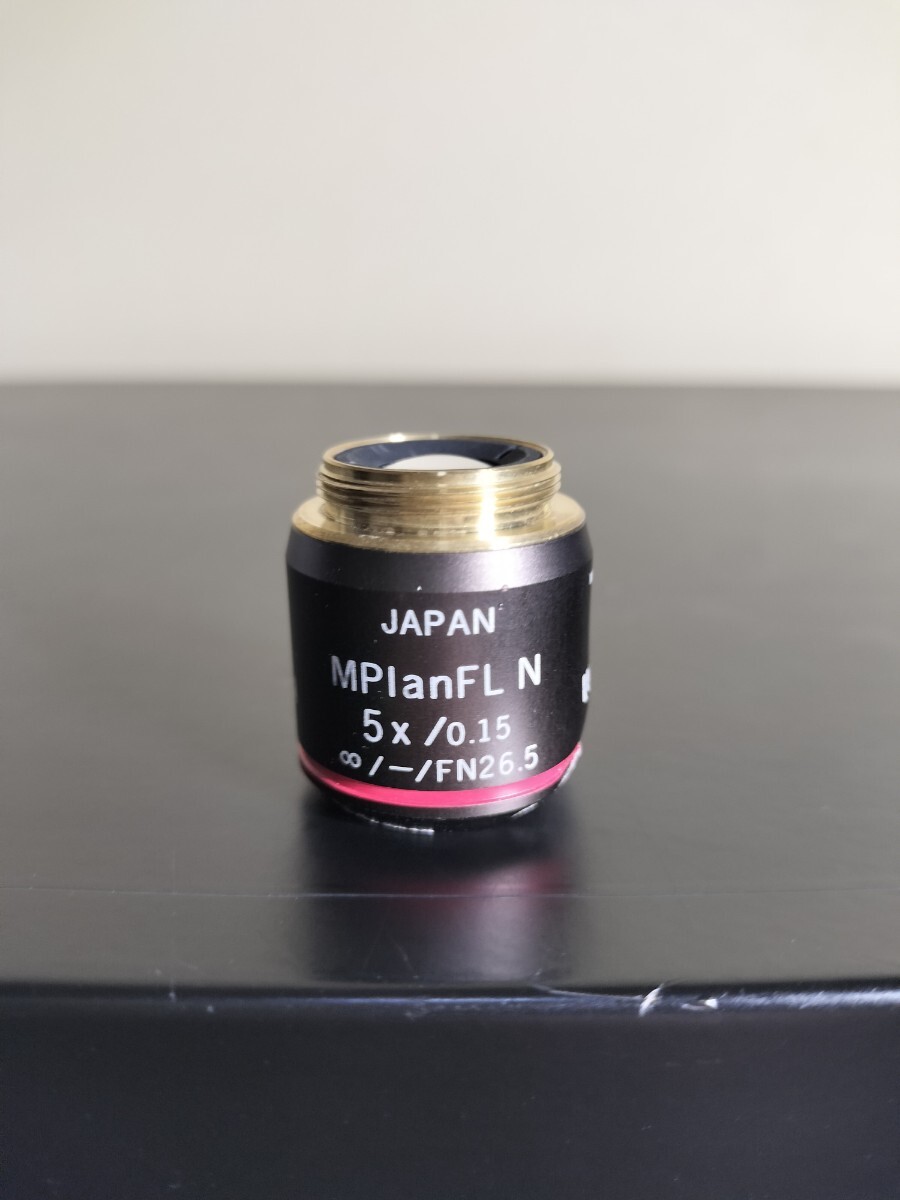 JAPAN
MPlanFL N
5x/0.15
∞/—/FN26.5